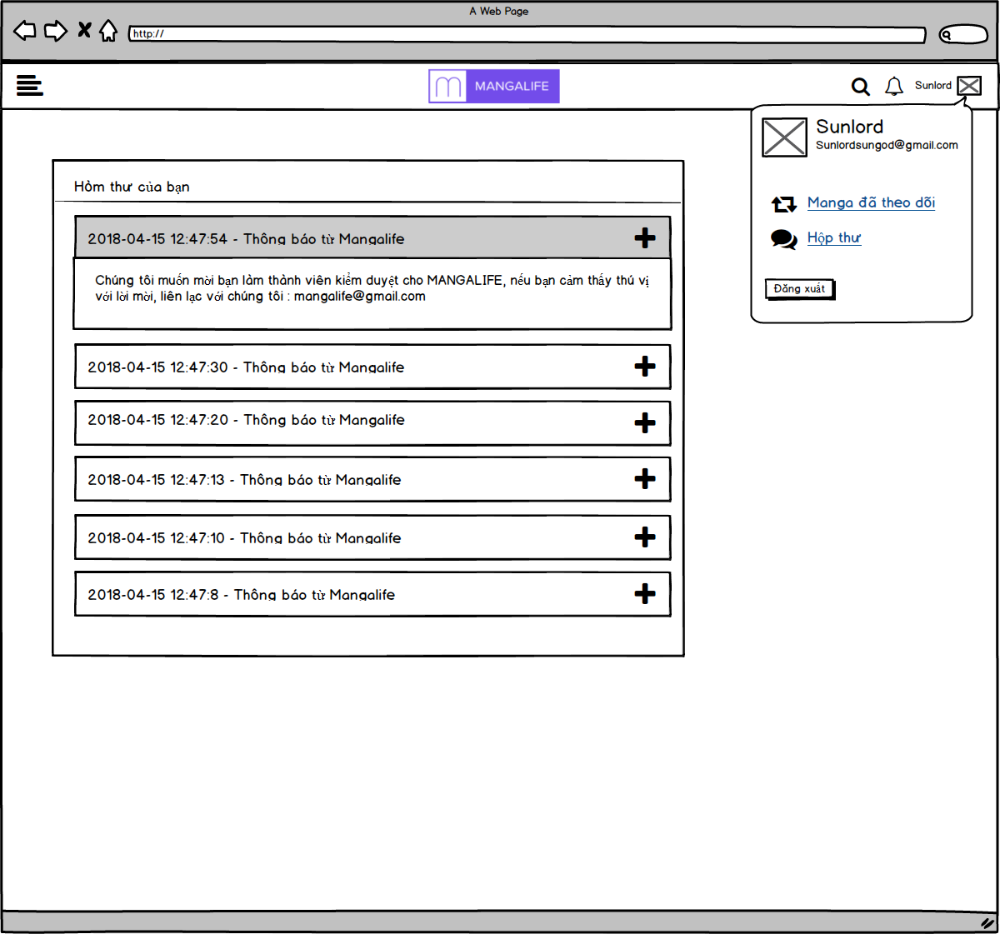 A Web Page
http://
m MANGALIFE
Sunlord
Sunlord
Sunlordsungod@gmail.com
Manga đã theo dõi
Hộp thư
Đăng xuất
Hòm thư của bạn
2018-04-15 12:47:54 - Thông báo từ Mangalife
Chúng tôi muốn mời bạn làm thành viên kiểm duyệt cho MANGALIFE, nếu bạn cảm thấy thú vị
với lời mời, liên lạc với chúng tôi : mangalife@gmail.com
2018-04-15 12:47:30 - Thông báo từ Mangalife
2018-04-15 12:47:20 - Thông báo từ Mangalife
2018-04-15 12:47:13 - Thông báo từ Mangalife
2018-04-15 12:47:10 - Thông báo từ Mangalife
2018-04-15 12:47:8 - Thông báo từ Mangalife